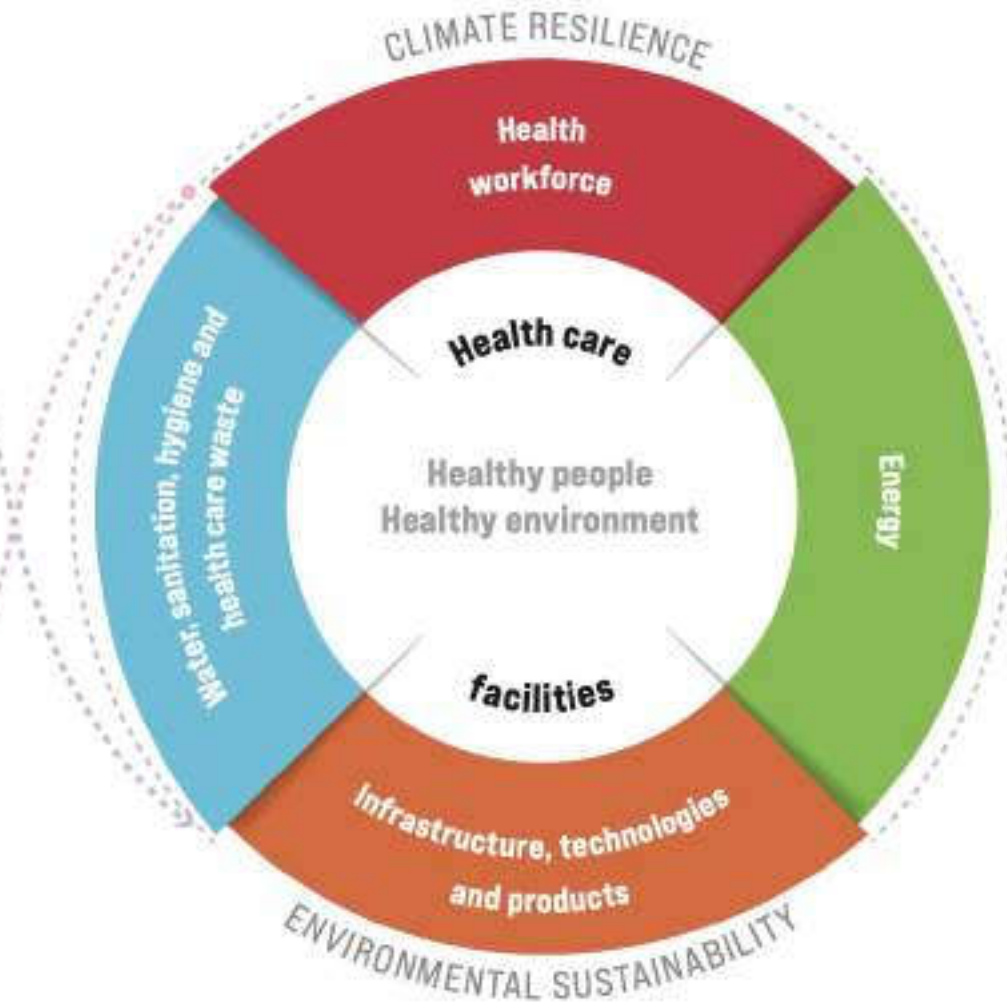 CLIMATE RESILIENCE
Health
workforce
Health care
Water, sanitation, hygiene and
health care waste
Healthy people
Healthy environment
Energy
facilities
Infrastructure, technologies
and products
ENVIRONMENTAL SUSTAINABILITY